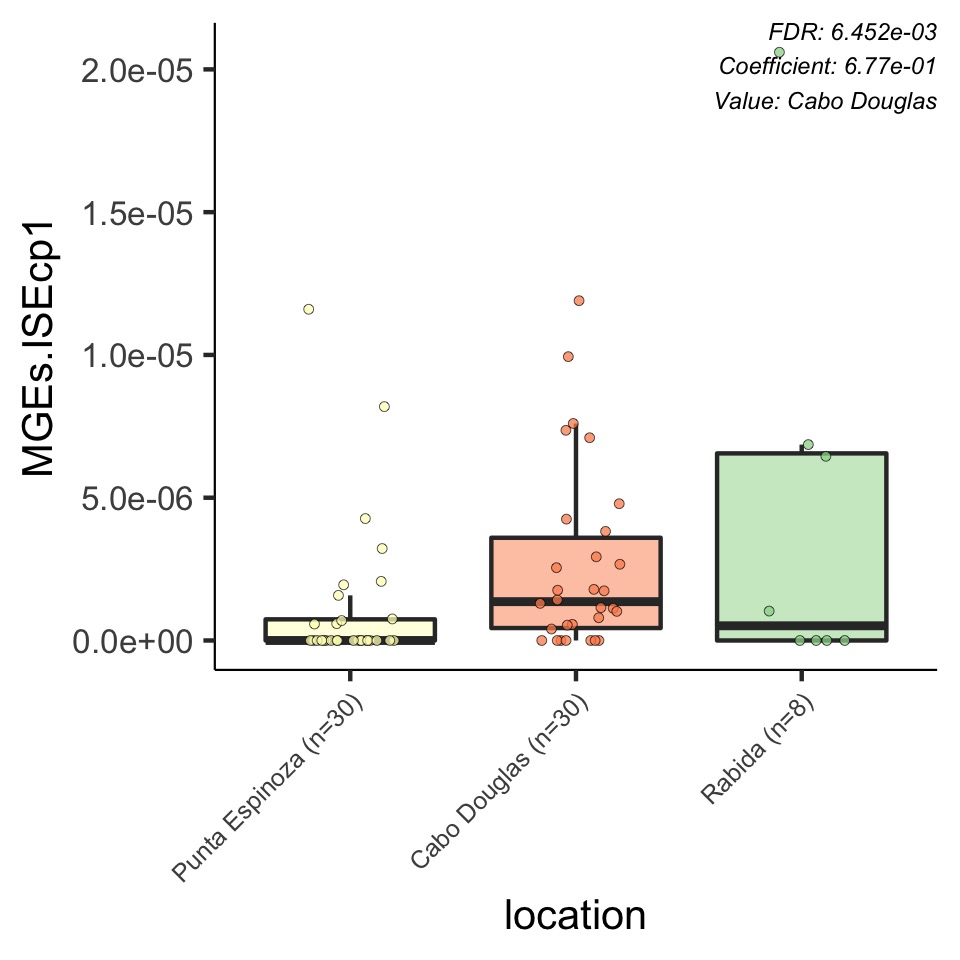 FDR: 6.452e-03
Coefficient: 6.77e-01
Value: Cabo Douglas
MGEs.ISEcp1
2.0e-05
1.5e-05
1.0e-05
5.0e-06
0.0e+00
Punta Espinoza (n=30)
Cabo Douglas (n=30)
Rabida (n=8)
location